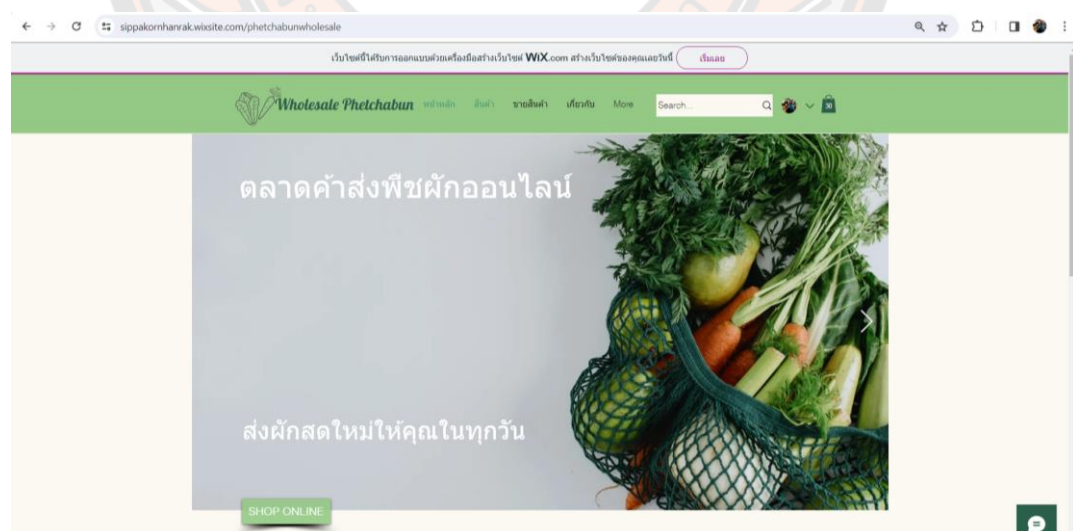 sippakornhanrak.wixsite.com/phetchabunwholesale
เว็บไซต์นี้ได้รับการออกแบบด้วยเครื่องมือสร้างเว็บไซต์ WiX.com สร้างเว็บไซต์ของคุณเลยวันนี้ เริ่มเลย
Wholesale Phetchabun หน้าหลัก สินค้า ขายสินค้า เกี่ยวกับ More Search... 30
ตลาดค้าส่งพืชผักออนไลน์
ส่งผักสดใหม่ให้คุณในทุกวัน
SHOP ONLINE